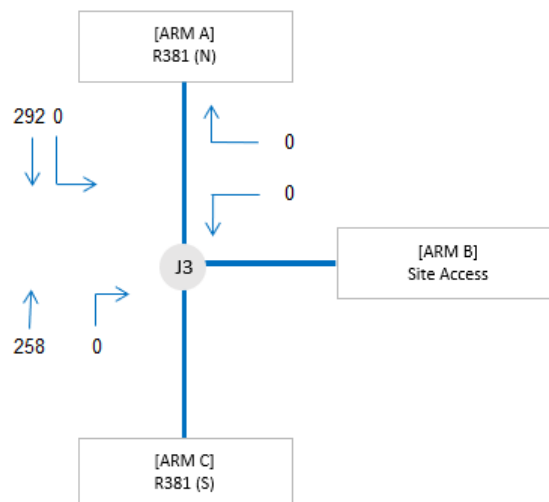 [ARM A]
R381 (N)
292 0
0
0
[ARM B]
Site Access
J3
258 0
[ARM C]
R381 (S)